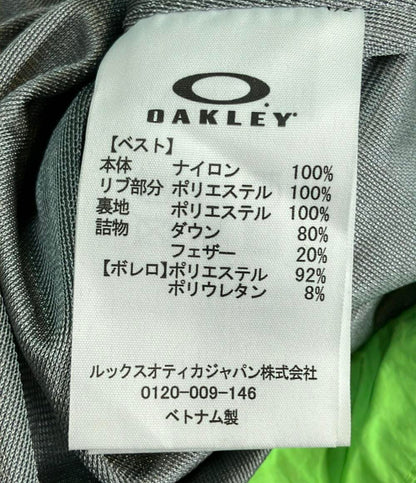 OAKLEY
【ベスト】
本体 ナイロン 100%
リブ部分 ポリエステル 100%
裏地 ポリエステル 100%
詰物 ダウン 80%
フェザー 20%
【ボレロ】ポリエステル 92%
ポリウレタン 8%
ルックスオティカジャパン株式会社
0120-009-146
ベトナム製